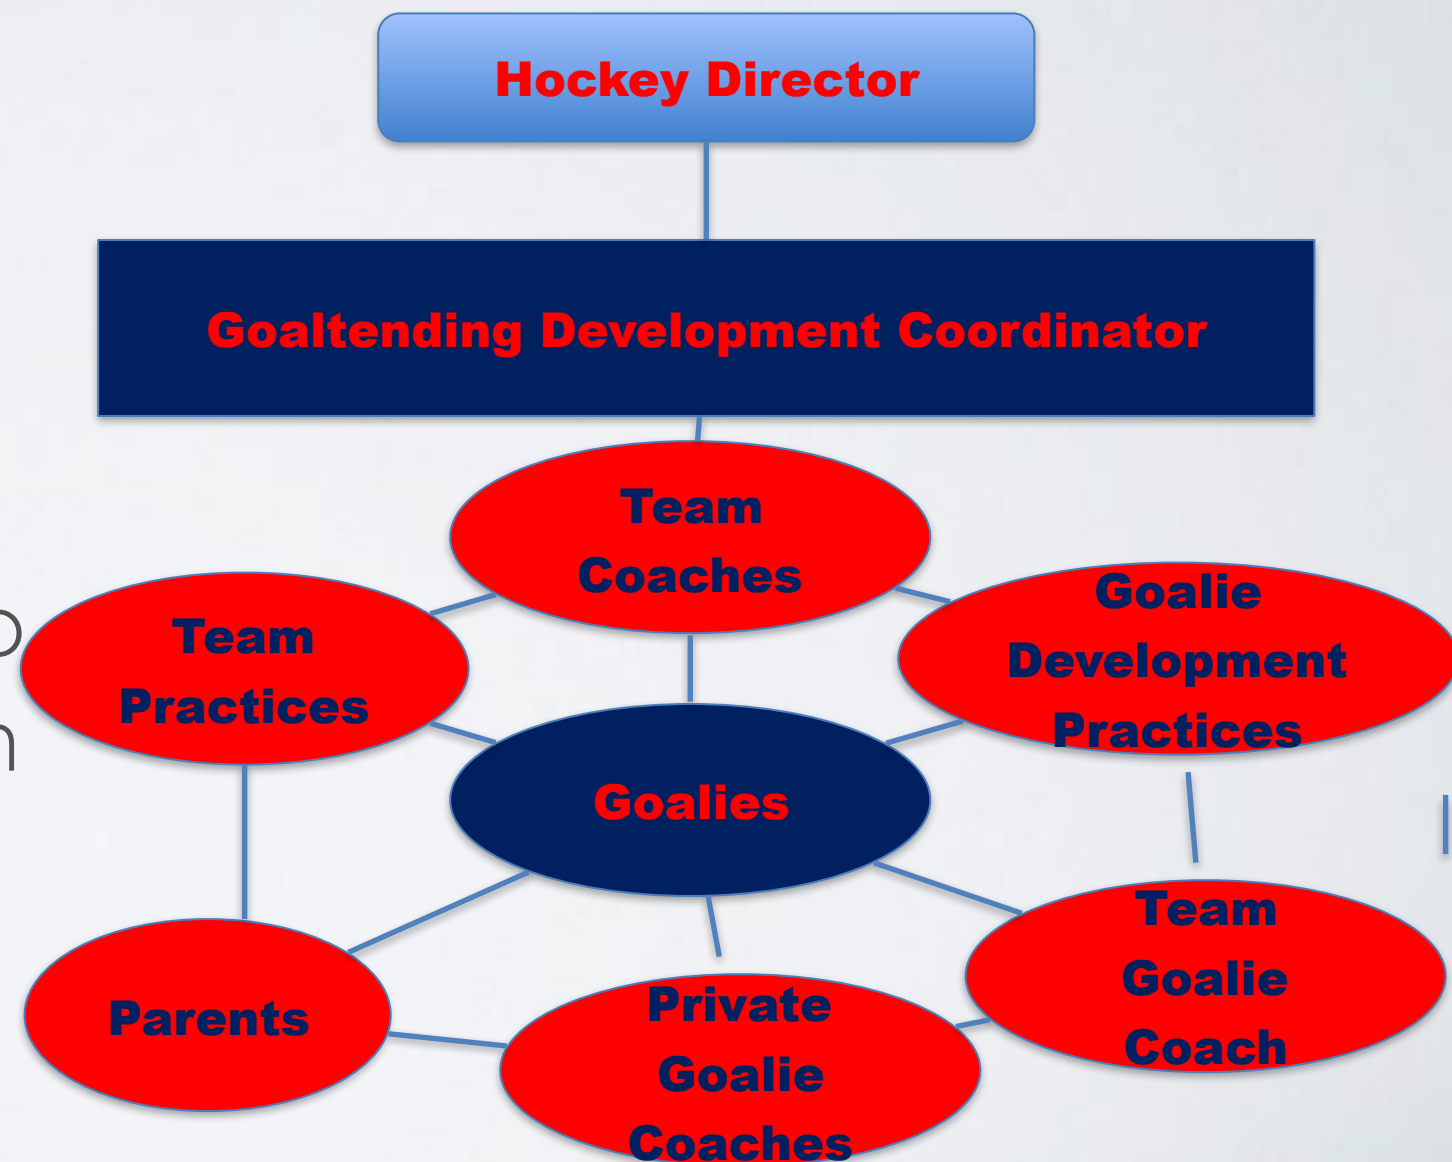 Hockey Director
Goaltending Development Coordinator
Team
Coaches
Goalie
Development
Practices
Team
Practices
Goalies
Team
Goalie
Coach
Parents
Private
Goalie
Coaches